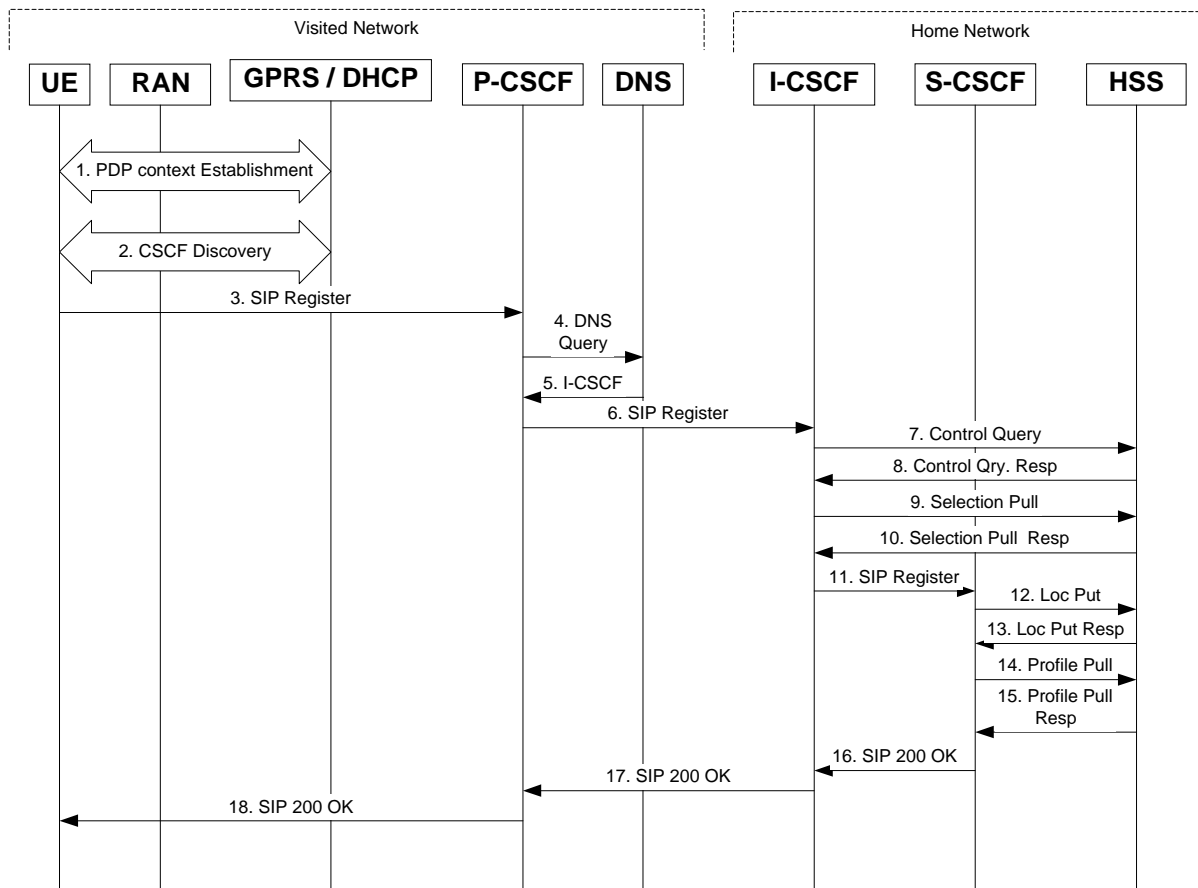 Visited Network
Home Network
UE
RAN
GPRS / DHCP
P-CSCF
DNS
I-CSCF
S-CSCF
HSS
1. PDP context Establishment
2. CSCF Discovery
3. SIP Register
4. DNS
Query
5. I-CSCF
6. SIP Register
7. Control Query
8. Control Qry. Resp
9. Selection Pull
10. Selection Pull Resp
11. SIP Register
12. Loc Put
13. Loc Put Resp
14. Profile Pull
15. Profile Pull
Resp
16. SIP 200 OK
17. SIP 200 OK
18. SIP 200 OK